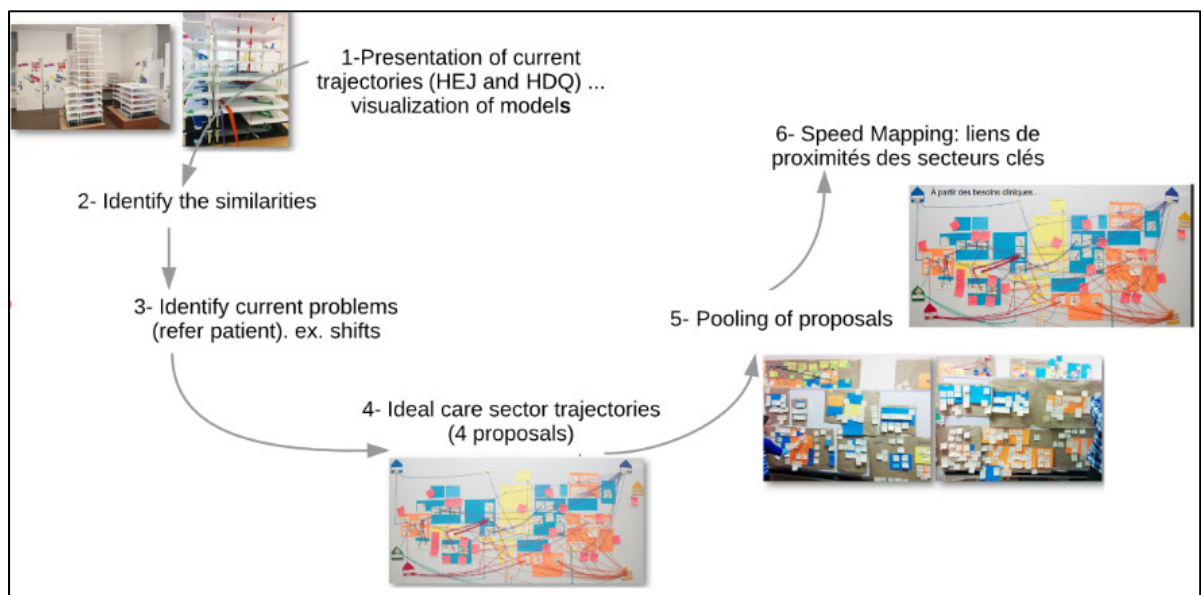 1-Presentation of current
trajectories (HEJ and HDQ) ...
visualization of models
2- Identify the similarities
3- Identify current problems
(refer patient). ex. shifts
4- Ideal care sector trajectories
(4 proposals)
5- Pooling of proposals
6- Speed Mapping: liens de
proximités des secteurs clés
À partir des besoins cliniques...